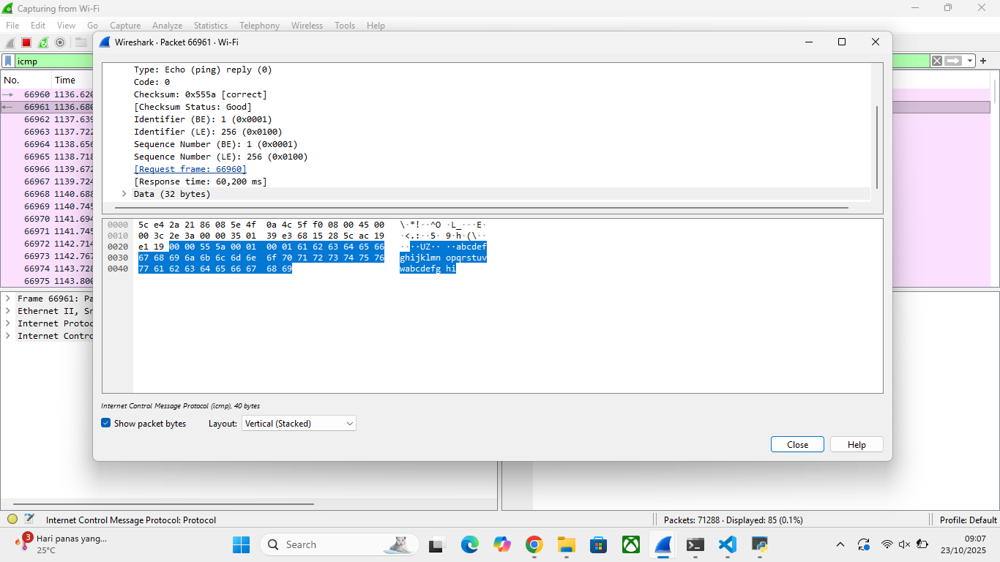 Capturing from Wi-Fi
File Edit View Go Capture Analyze Statistics Telephony Wireless Tools Help
icmp
No. Time
66960 1136.620
66961 1136.680
66962 1137.639
66963 1137.722
66964 1138.656
66965 1138.718
66966 1139.672
66967 1139.724
66968 1140.688
66969 1140.745
66970 1141.694
66971 1141.745
66972 1142.714
66973 1142.767
66974 1143.728
66975 1143.800
Frame 66961: Pa
Ethernet II, Sr
Internet Protoc
Internet Contro
Wireshark · Packet 66961 · Wi-Fi
Type: Echo (ping) reply (0)
Code: 0
Checksum: 0x555a [correct]
[Checksum Status: Good]
Identifier (BE): 1 (0x0001)
Identifier (LE): 256 (0x0100)
Sequence Number (BE): 1 (0x0001)
Sequence Number (LE): 256 (0x0100)
[Request frame: 66960]
[Response time: 60,200 ms]
Data (32 bytes)
0000 5c e4 2a 21 86 08 5e 4f 0a 4c 5f f0 08 00 45 00 \·*!··^O ·L_···E·
0010 00 3c 2e 3a 00 00 35 01 39 e3 68 15 28 5c ac 19 ·<.:··5· 9·h·(\··
0020 e1 19 00 00 55 5a 00 01 00 01 61 62 63 64 65 66 ····UZ·· ··abcdef
0030 67 68 69 6a 6b 6c 6d 6e 6f 70 71 72 73 74 75 76 ghijklmn opqrstuv
0040 77 61 62 63 64 65 66 67 68 69 wabcdefg hi
Internet Control Message Protocol (icmp), 40 bytes
Show packet bytes Layout: Vertical (Stacked)
Close Help
Internet Control Message Protocol: Protocol Packets: 71288 · Displayed: 85 (0.1%) Profile: Default
3 Hari panas yang...
25°C
Search
09:07
23/10/2025